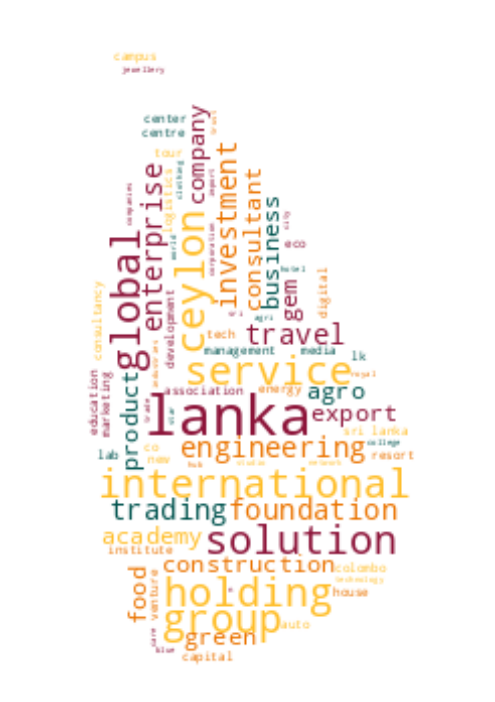 campus
jewellery
center
centre
company
trust
tour
clothing
import
enterprise
logistics
investment
consultant
companies
business
city
ceylon
world
corporation
eco
global
hotel
gem
digital
consultancy
development
sri
agri
tech
travel
management
media
lk
service
royal
education
marketing
product
trade
star
association
energy
agro
lanka
export
sri lanka
college
co
engineering
lab
new
hub
studio
network
resort
international
trading
foundation
academy
solution
institute
construction
colombo
technology
food
venture
holding
house
group
auto
care
green
blue
capital